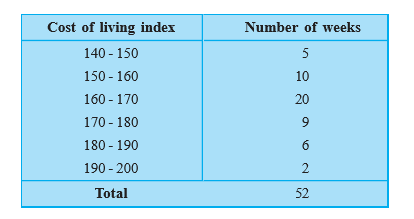 Cost of living index Number of weeks
140 - 150 5
150 - 160 10
160 - 170 20
170 - 180 9
180 - 190 6
190 - 200 2
Total 52